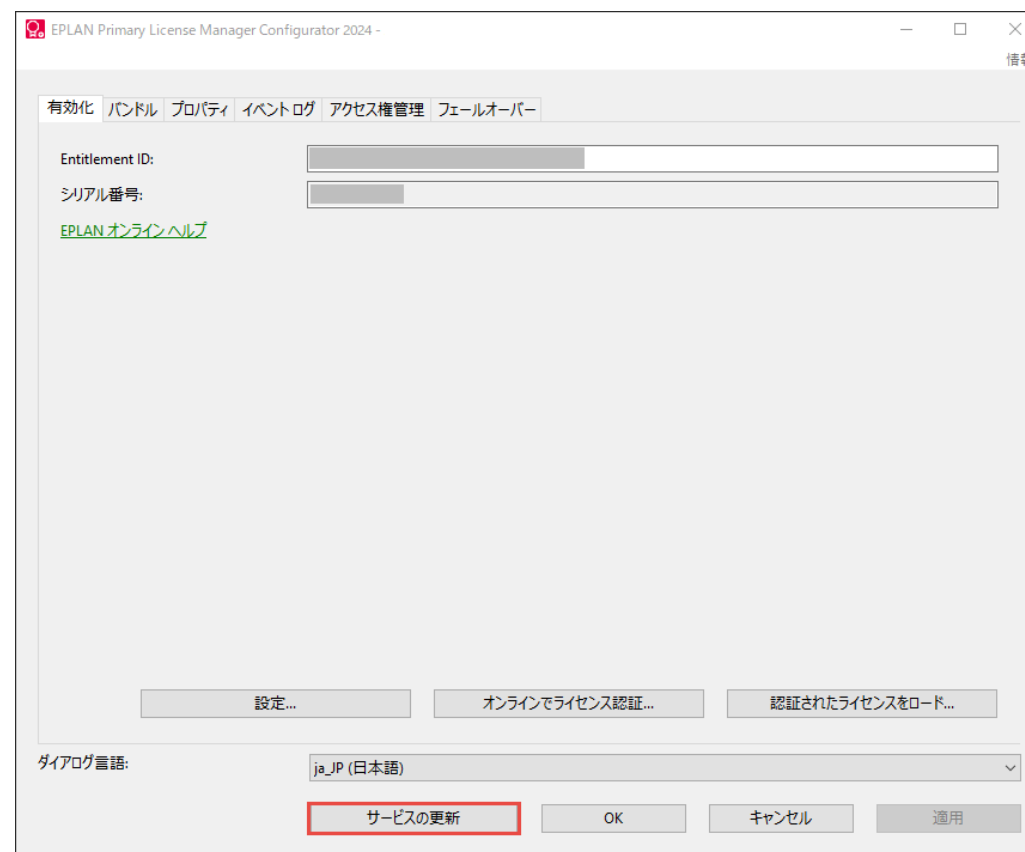 EPLAN Primary License Manager Configurator 2024 -
情報
有効化 バンドル プロパティ イベントログ アクセス権管理 フェールオーバー
Entitlement ID:
シリアル番号:
EPLAN オンライン ヘルプ
設定... オンラインでライセンス認証... 認証されたライセンスをロード...
ダイアログ言語:
ja_JP (日本語)
サービスの更新 OK キャンセル 適用